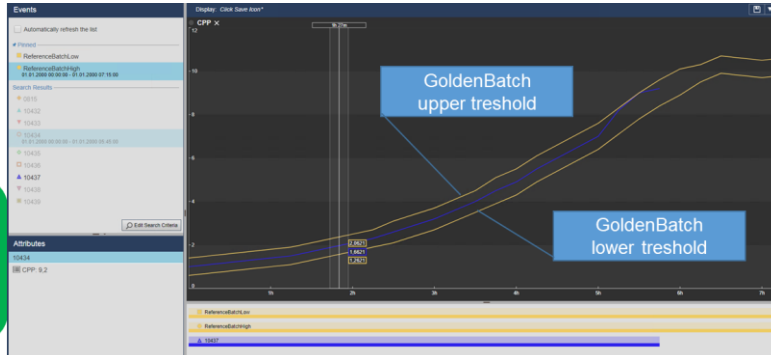 Events
Automatically refresh the list
Pinned
ReferenceBatchLow
ReferenceBatchHigh
01.01.2000 00:00:00 - 01.01.2000 07:15:00
Search Results
10432
10433
10434
10435
10436
10437
10438
10439
Edit Search Criteria
Attributes
10434
CPP: 9,2
Display: Click Save Icon*
CPP ×
12
10
8
6
4
2
0
GoldenBatch
upper treshold
GoldenBatch
lower treshold
2,0621
1,6621
1,2621
1h
2h
3h
4h
5h
6h
7h
ReferenceBatchLow
ReferenceBatchHigh
10437